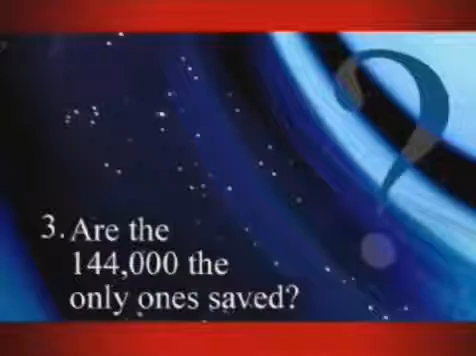 3. Are the
144,000 the
only ones saved?